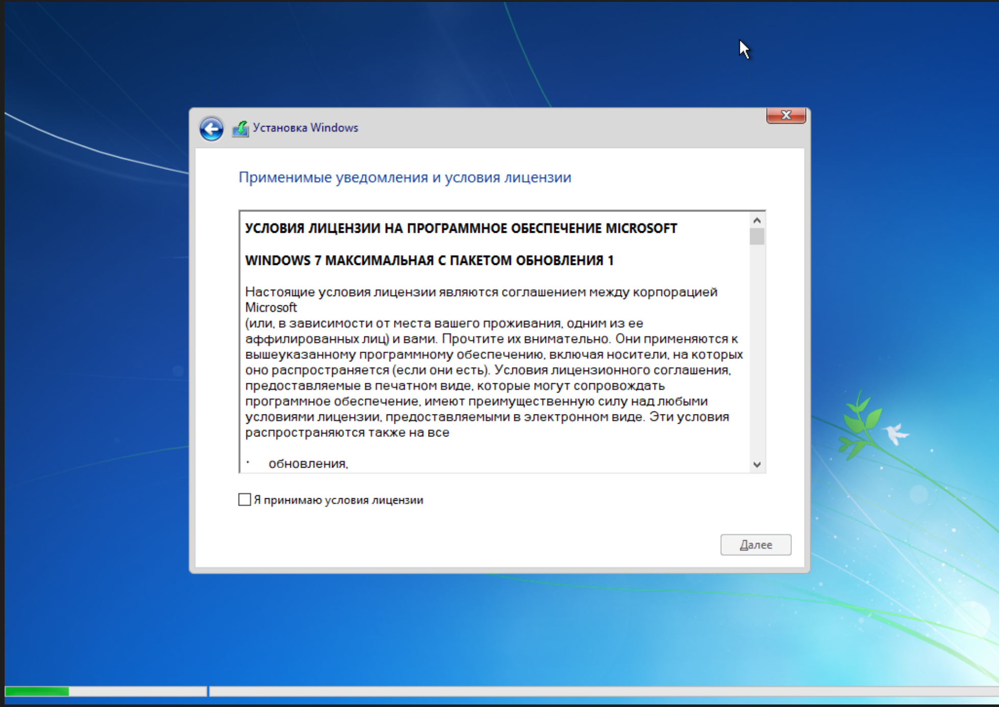 Установка Windows
Применимые уведомления и условия лицензии
УСЛОВИЯ ЛИЦЕНЗИИ НА ПРОГРАММНОЕ ОБЕСПЕЧЕНИЕ MICROSOFT
WINDOWS 7 МАКСИМАЛЬНАЯ С ПАКЕТОМ ОБНОВЛЕНИЯ 1
Настоящие условия лицензии являются соглашением между корпорацией
Microsoft
(или, в зависимости от места вашего проживания, одним из ее
аффилированных лиц) и вами. Прочтите их внимательно. Они применяются к
вышеуказанному программному обеспечению, включая носители, на которых
оно распространяется (если они есть). Условия лицензионного соглашения,
предоставляемые в печатном виде, которые могут сопровождать
программное обеспечение, имеют преимущественную силу над любыми
условиями лицензии, предоставляемыми в электронном виде. Эти условия
распространяются также на все
· обновления,
Я принимаю условия лицензии
Далее